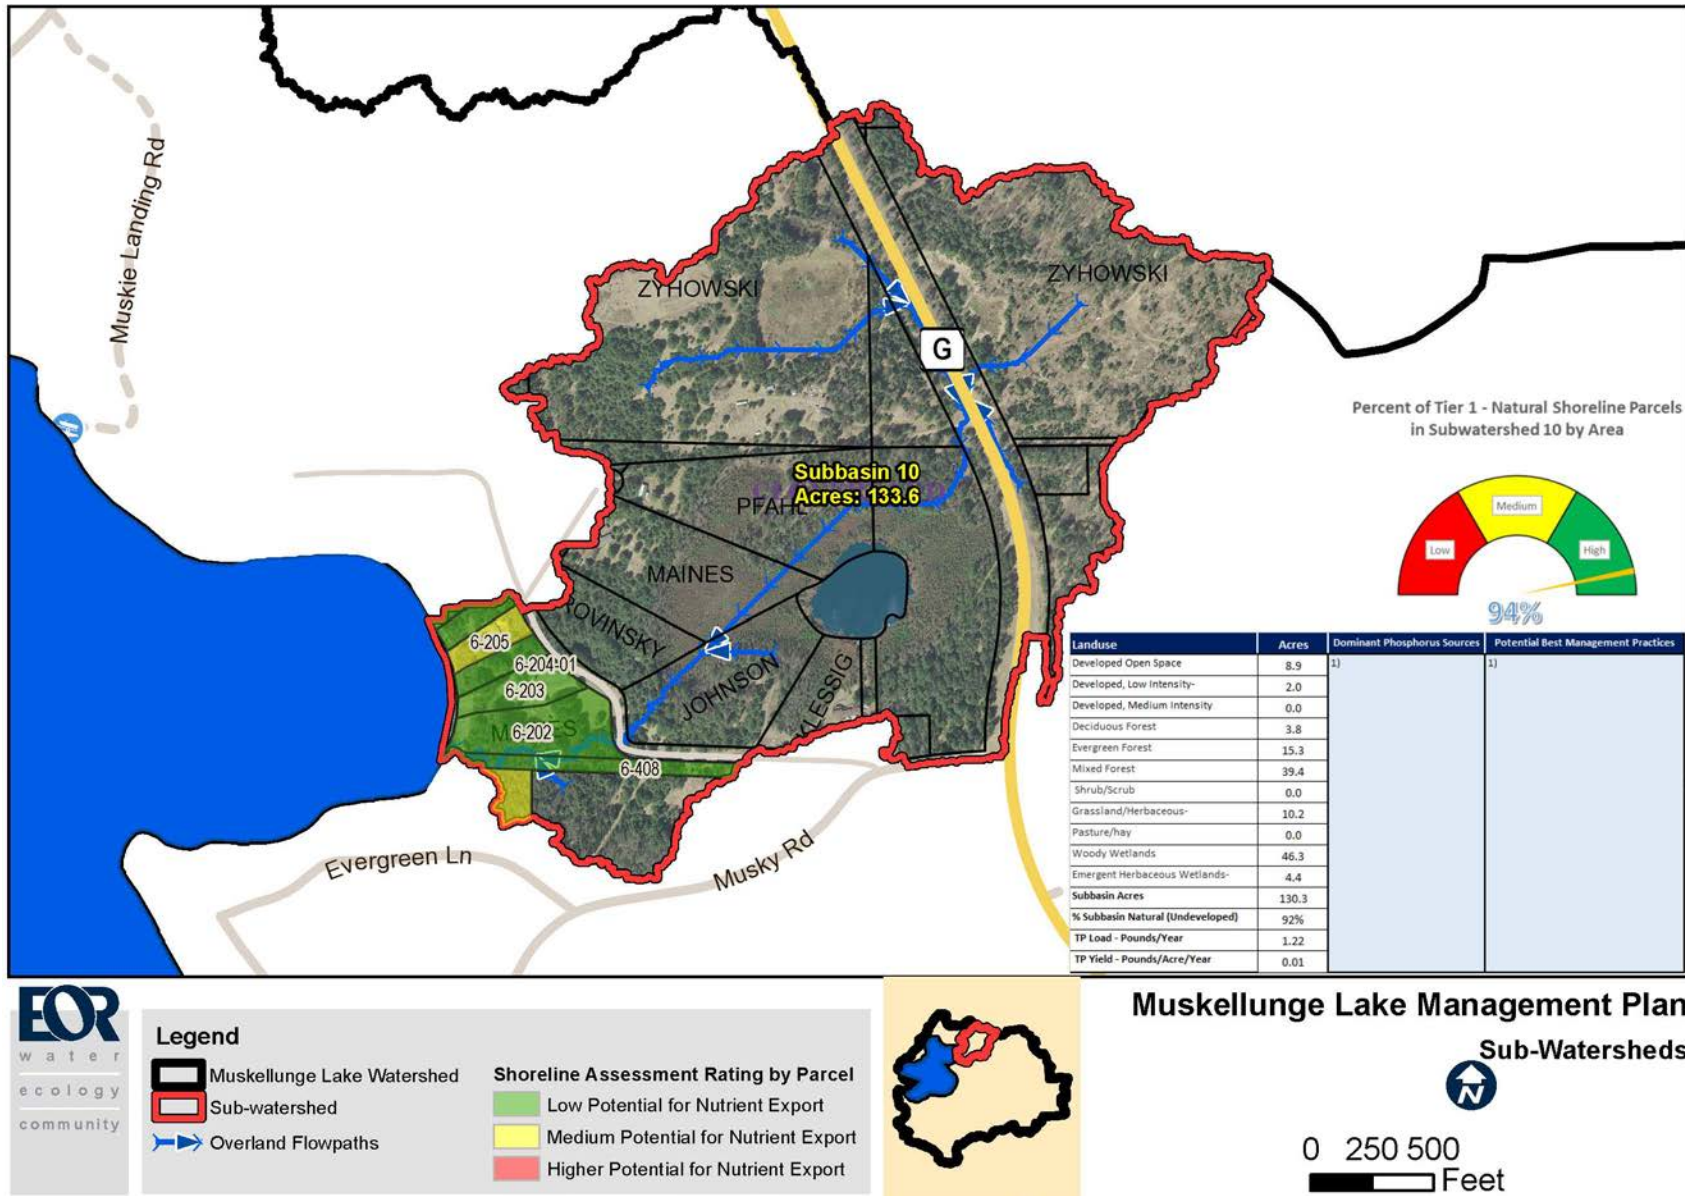 Muskie Landing Rd
ZYHOWSKI
ZYHOWSKI
G
Subbasin 10
Acres: 133.6
PFAHL
MAINES
ROVINSKY
JOHNSON
KLESSIG
6-205
6-204
01
6-203
6-202
6-408
Evergreen Ln
Musky Rd
Percent of Tier 1 - Natural Shoreline Parcels
in Subwatershed 10 by Area
Low
Medium
High
94%
Landuse Acres Dominant Phosphorus Sources Potential Best Management Practices
Developed Open Space 8.9 1) 1)
Developed, Low Intensity- 2.0
Developed, Medium Intensity 0.0
Deciduous Forest 3.8
Evergreen Forest 15.3
Mixed Forest 39.4
Shrub/Scrub 0.0
Grassland/Herbaceous- 10.2
Pasture/hay 0.0
Woody Wetlands 46.3
Emergent Herbaceous Wetlands- 4.4
Subbasin Acres 130.3
% Subbasin Natural (Undeveloped) 92%
TP Load - Pounds/Year 1.22
TP Yield - Pounds/Acre/Year 0.01
EOR
water
ecology
community
Legend
Muskellunge Lake Watershed
Sub-watershed
Overland Flowpaths
Shoreline Assessment Rating by Parcel
Low Potential for Nutrient Export
Medium Potential for Nutrient Export
Higher Potential for Nutrient Export
Muskellunge Lake Management Plan
Sub-Watersheds
N
0 250 500
Feet